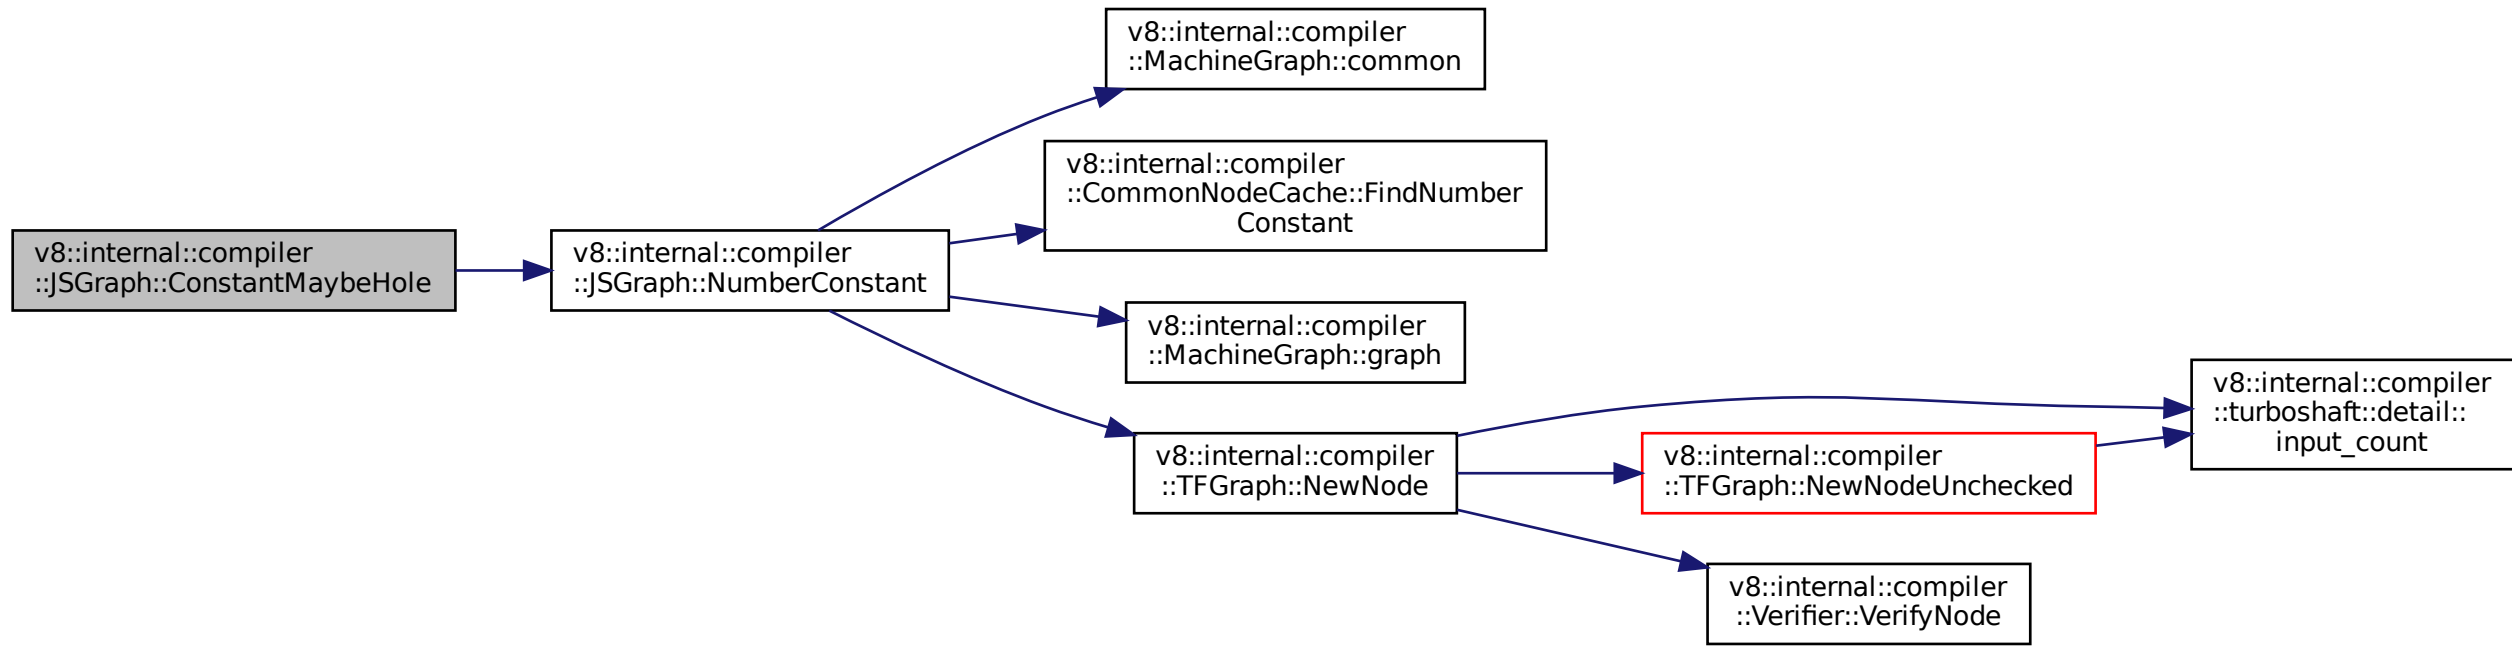 v8::internal::compiler
::JSGraph::ConstantMaybeHole
v8::internal::compiler
::JSGraph::NumberConstant
v8::internal::compiler
::MachineGraph::common
v8::internal::compiler
::CommonNodeCache::FindNumber
Constant
v8::internal::compiler
::MachineGraph::graph
v8::internal::compiler
::TFGraph::NewNode
v8::internal::compiler
::turboshaft::detail::
input_count
v8::internal::compiler
::TFGraph::NewNodeUnchecked
v8::internal::compiler
::Verifier::VerifyNode